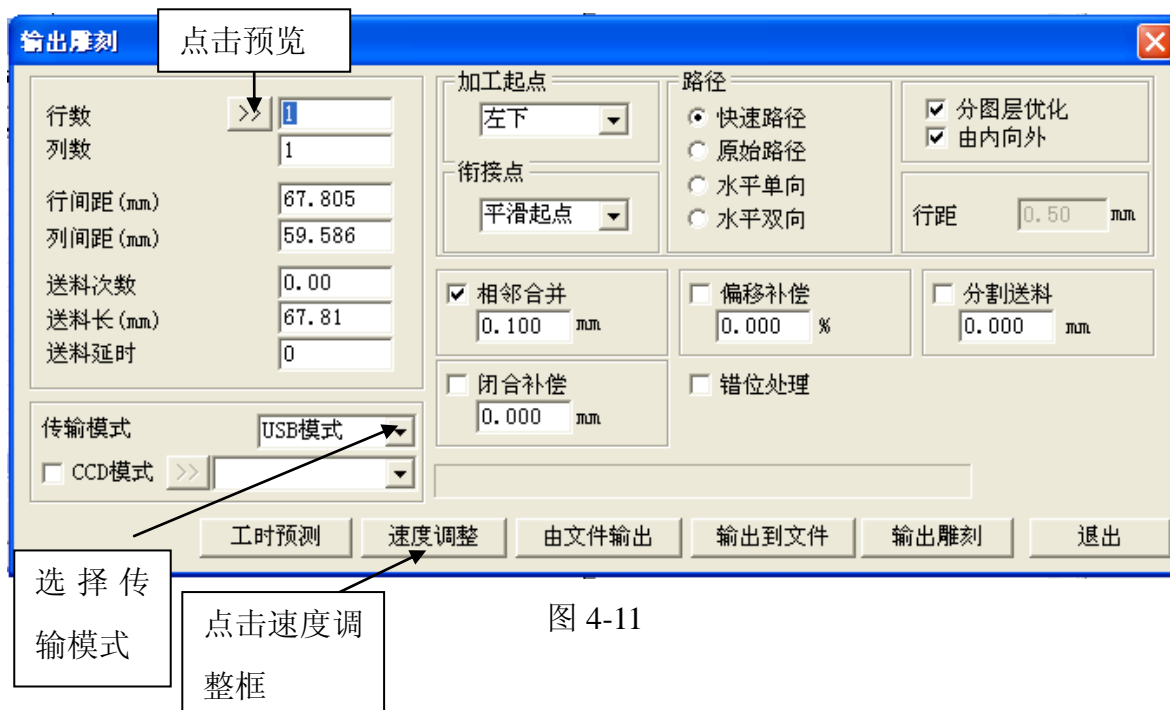 输出雕刻
点击预览
行数 >> 1
列数 1
行间距(mm) 67.805
列间距(mm) 59.586
送料次数 0.00
送料长(mm) 67.81
送料延时 0
传输模式 USB模式
CCD模式 >>
加工起点
左下
衔接点
平滑起点
路径
快速路径
原始路径
水平单向
水平双向
分图层优化
由内向外
行距 0.50 mm
相邻合并
0.100 mm
偏移补偿
0.000 %
分割送料
0.000 mm
闭合补偿
0.000 mm
错位处理
工时预测 速度调整 由文件输出 输出到文件 输出雕刻 退出
选择传
输模式
点击速度调
整框
图 4-11